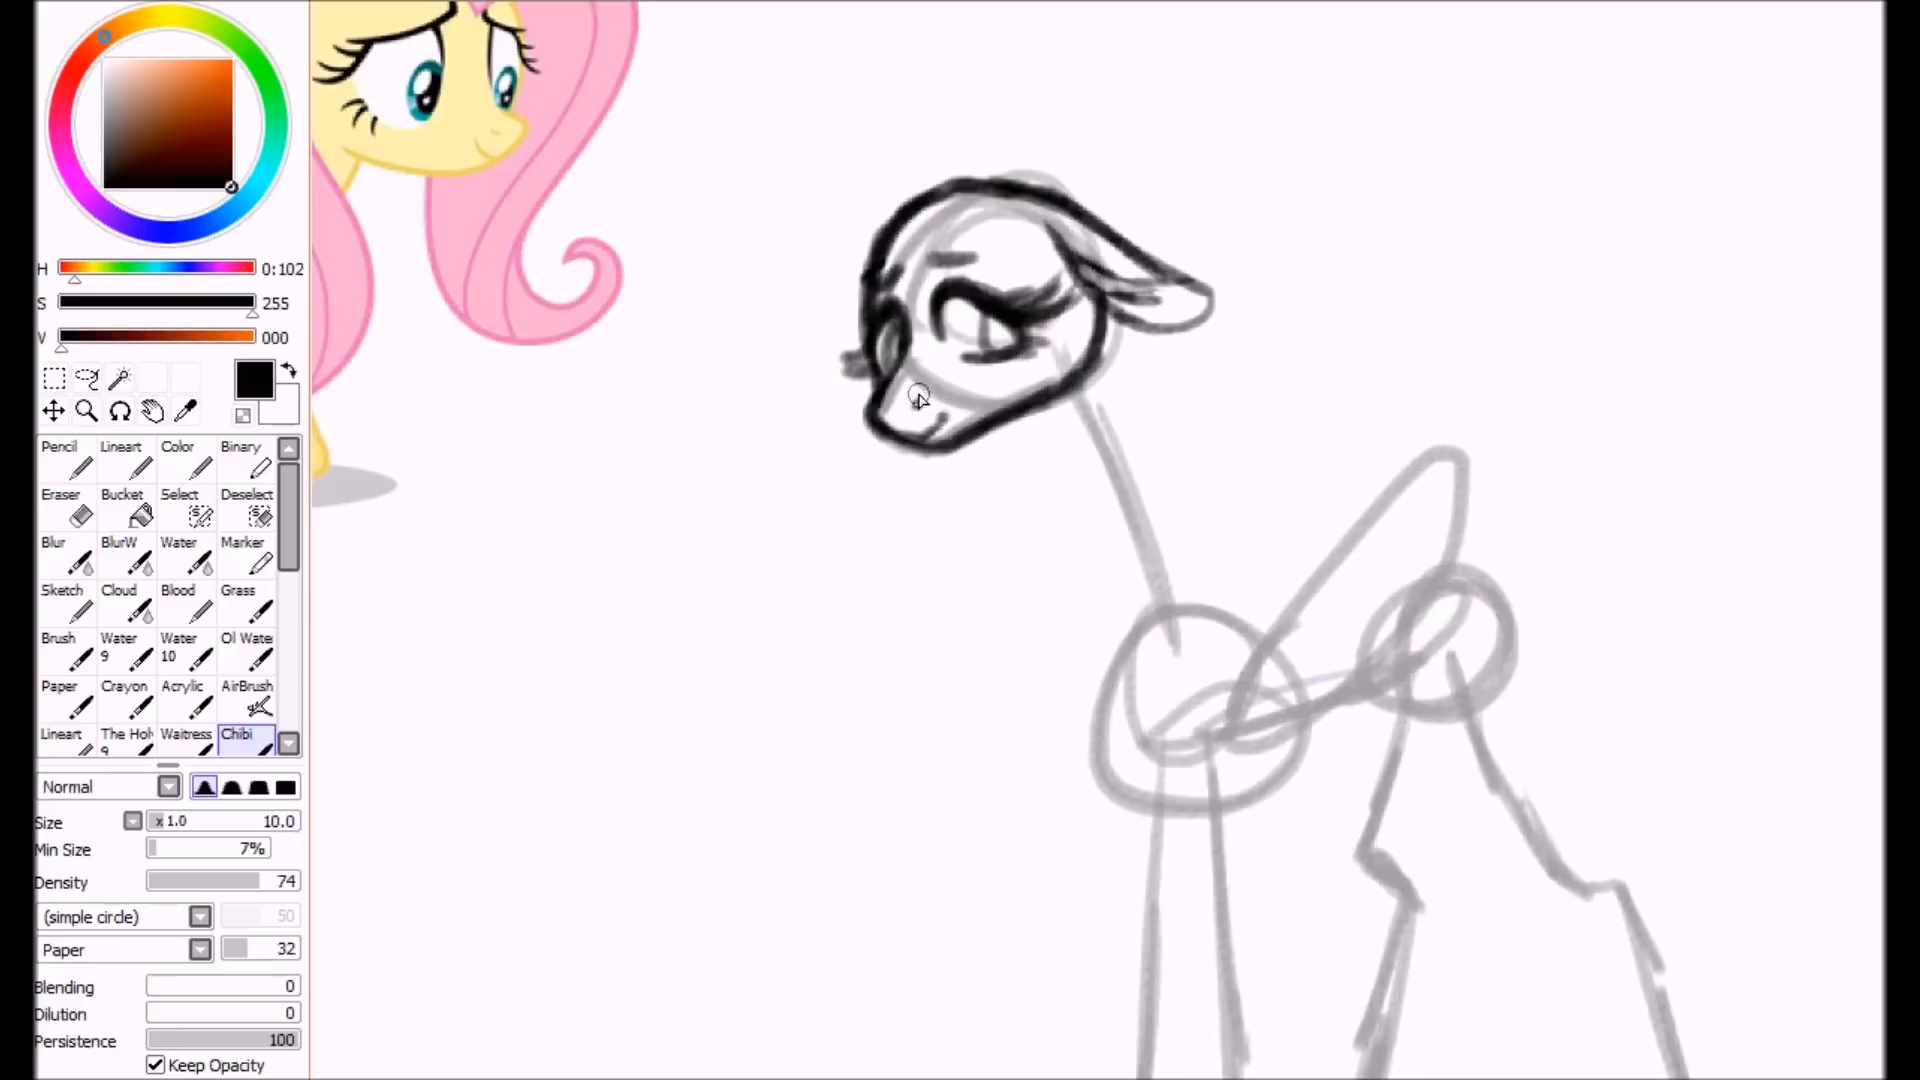 H 0:102
S 255
V 000
Pencil Lineart Color Binary
Eraser Bucket Select Deselect
Blur BlurW Water Marker
Sketch Cloud Blood Grass
Brush Water Water Ol Wate
9 10
Paper Crayon Acrylic AirBrush
Lineart The Hol Waitress Chibi
9
Normal
Size x 1.0 10.0
Min Size 7%
Density 74
(simple circle) 50
Paper 32
Blending 0
Dilution 0
Persistence 100
Keep Opacity